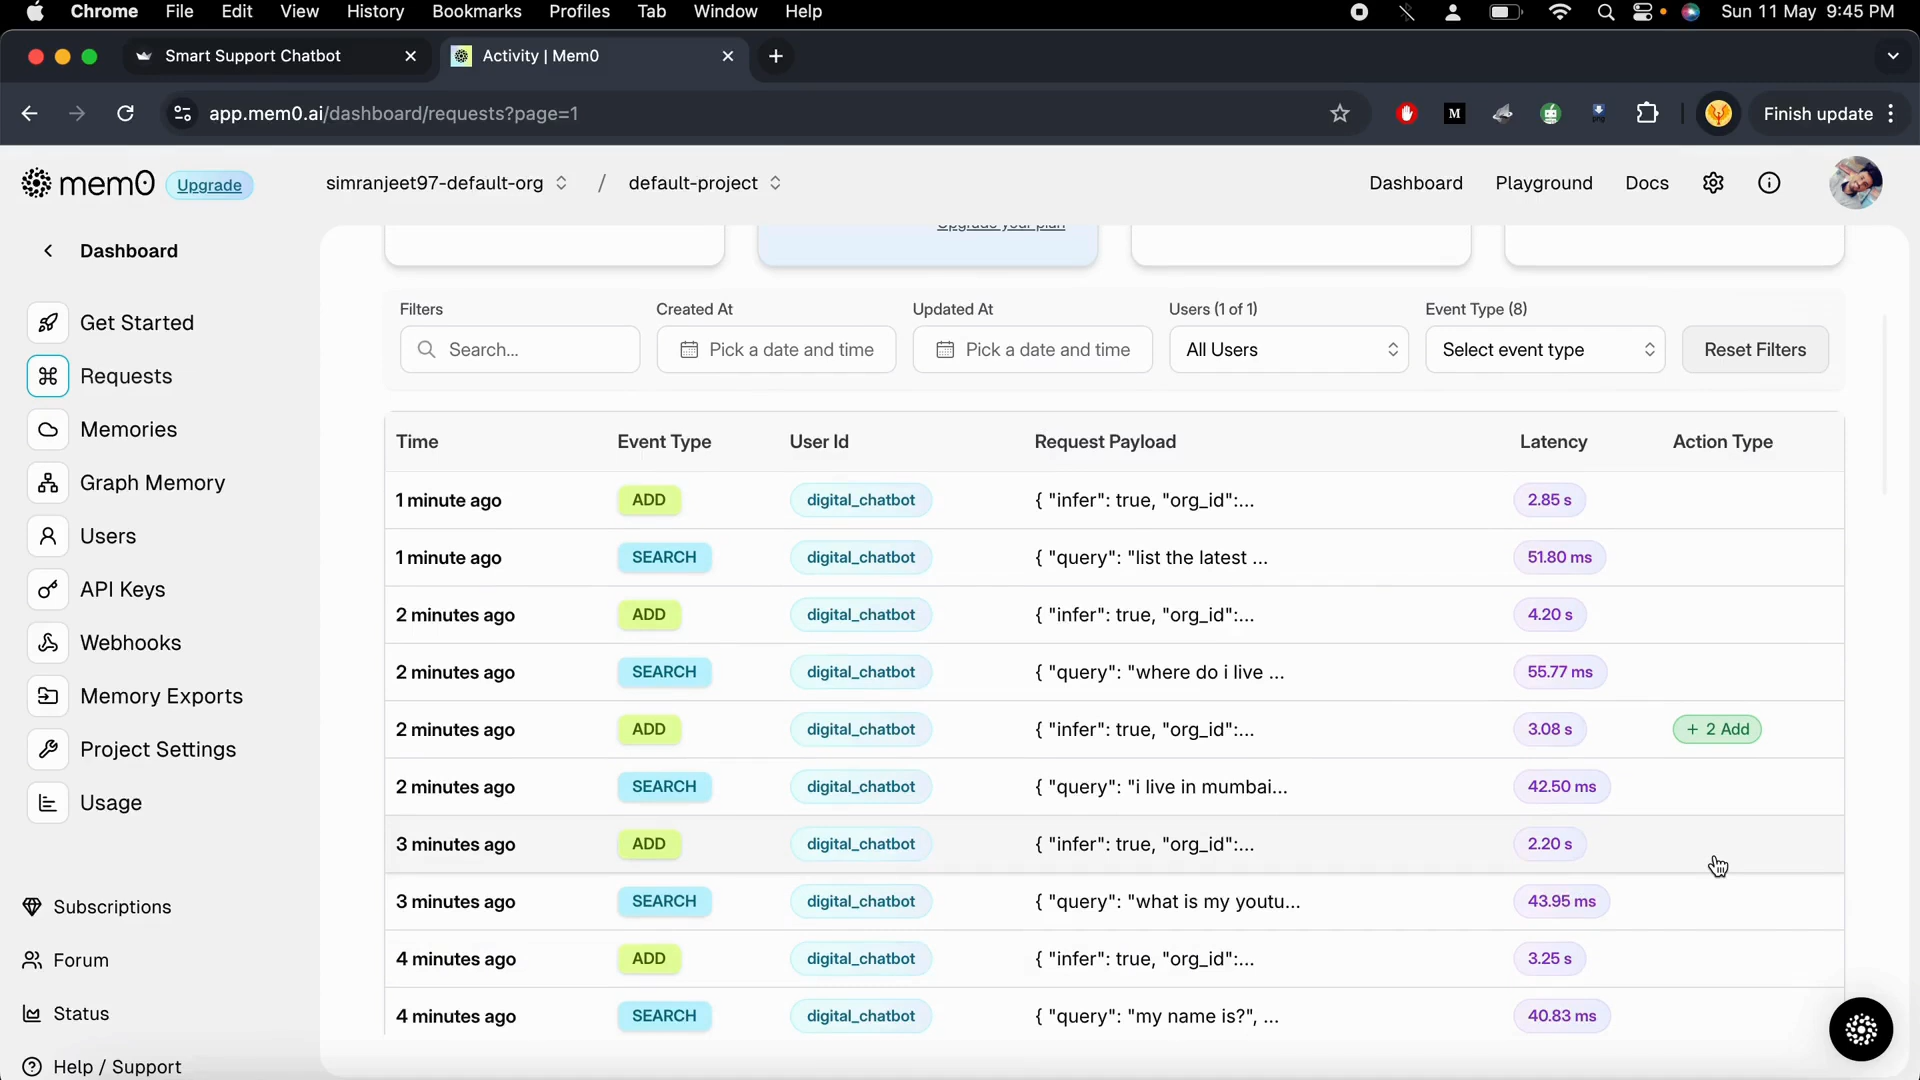 Chrome File Edit View History Bookmarks Profiles Tab Window Help Sun 11 May 9:45 PM
Smart Support Chatbot Activity | Mem0
app.mem0.ai/dashboard/requests?page=1 M Finish update
mem0 Upgrade simranjeet97-default-org / default-project Dashboard Playground Docs
Dashboard
Get Started
Requests
Memories
Graph Memory
Users
API Keys
Webhooks
Memory Exports
Project Settings
Usage
Subscriptions
Forum
Status
Help / Support
Upgrade your plan
Filters Created At Updated At Users (1 of 1) Event Type (8)
Search... Pick a date and time Pick a date and time All Users Select event type Reset Filters
Time Event Type User Id Request Payload Latency Action Type
1 minute ago ADD digital_chatbot { "infer": true, "org_id":... 2.85 s
1 minute ago SEARCH digital_chatbot { "query": "list the latest ... 51.80 ms
2 minutes ago ADD digital_chatbot { "infer": true, "org_id":... 4.20 s
2 minutes ago SEARCH digital_chatbot { "query": "where do i live ... 55.77 ms
2 minutes ago ADD digital_chatbot { "infer": true, "org_id":... 3.08 s + 2 Add
2 minutes ago SEARCH digital_chatbot { "query": "i live in mumbai... 42.50 ms
3 minutes ago ADD digital_chatbot { "infer": true, "org_id":... 2.20 s
3 minutes ago SEARCH digital_chatbot { "query": "what is my youtu... 43.95 ms
4 minutes ago ADD digital_chatbot { "infer": true, "org_id":... 3.25 s
4 minutes ago SEARCH digital_chatbot { "query": "my name is?", ... 40.83 ms